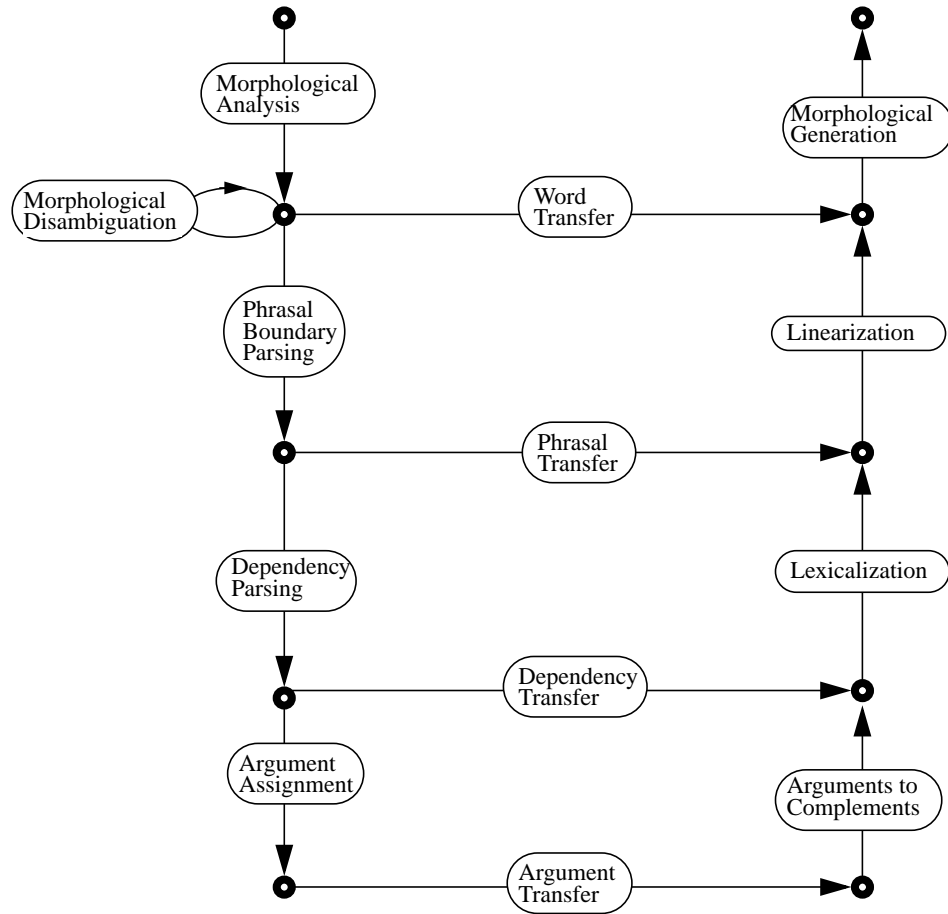 Morphological
Analysis
Morphological
Generation
Morphological
Disambiguation
Word
Transfer
Phrasal
Boundary
Parsing
Linearization
Phrasal
Transfer
Dependency
Parsing
Lexicalization
Dependency
Transfer
Argument
Assignment
Arguments to
Complements
Argument
Transfer